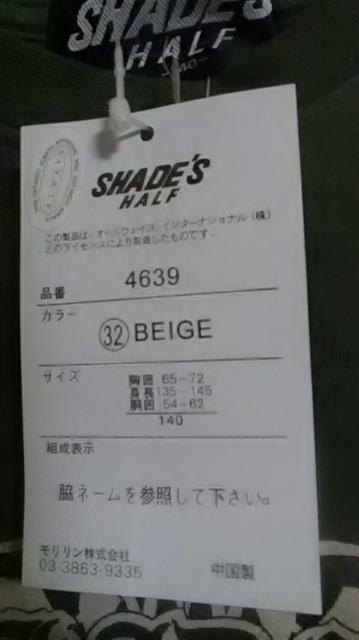 SHADE'S
HALF
-40-
ALWAYS
SHADE'S
HALF
この製品は、オールウェイズ・インターナショナル(株)
とのライセンスにより製造したものです。
品番
4639
カラー
㉜ BEIGE
サイズ
胸囲 65-72
身長 135-145
胴囲 54-62
140
組成表示
脇ネームを参照して下さい。
モリリン株式会社
03-3863-9335
中国製